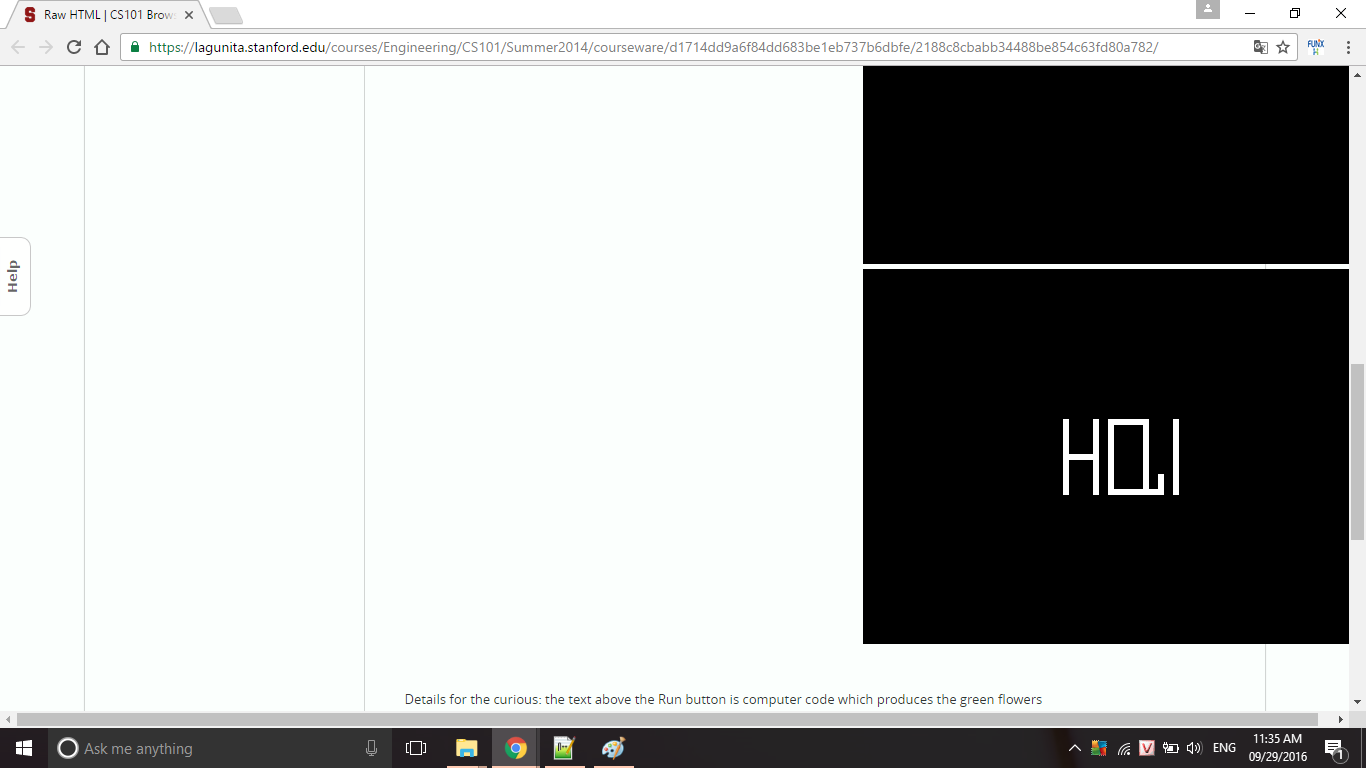 Raw HTML | CS101 Brow
https://lagunita.stanford.edu/courses/Engineering/CS101/Summer2014/courseware/d1714dd9a6f84dd683be1eb737b6dbfe/2188c8cbabb34488be854c63fd80a782/
FUNiX
Help
Details for the curious: the text above the Run button is computer code which produces the green flowers
Ask me anything
ENG
11:35 AM
09/29/2016
1